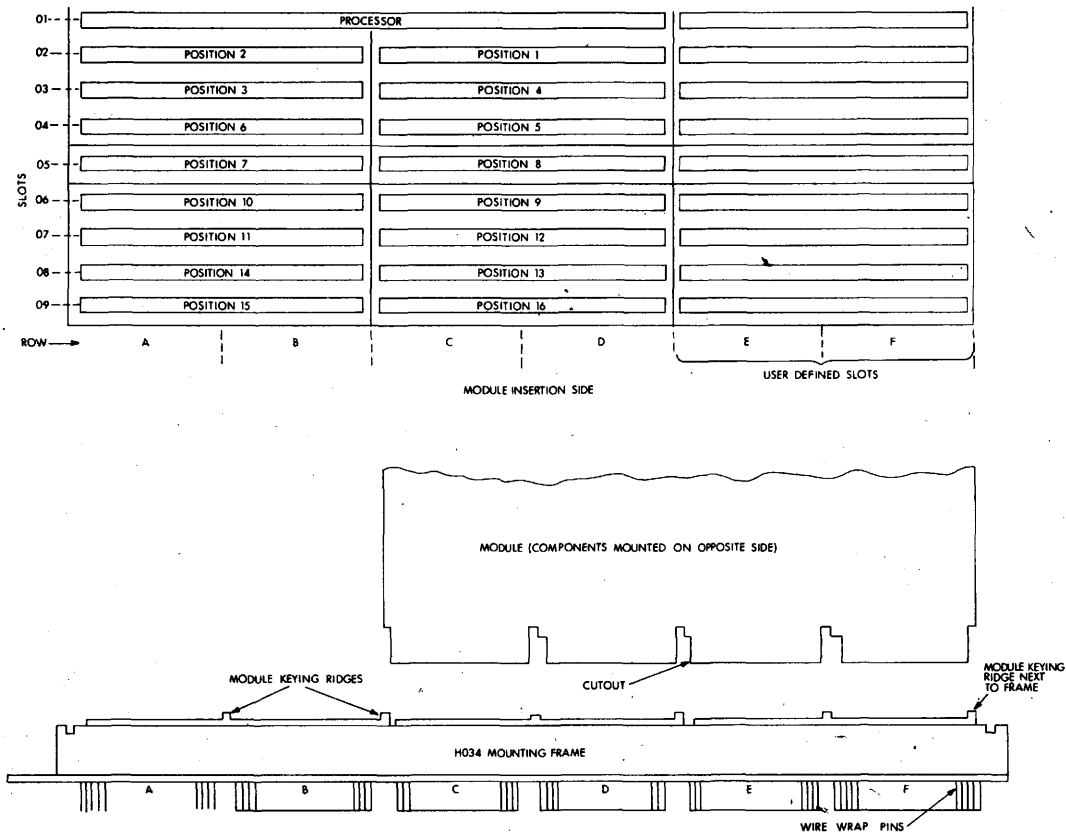 01
PROCESSOR
02
POSITION 2
POSITION 1
03
POSITION 3
POSITION 4
04
POSITION 6
POSITION 5
05
POSITION 7
POSITION 8
SLOTS
06
POSITION 10
POSITION 9
07
POSITION 11
POSITION 12
08
POSITION 14
POSITION 13
09
POSITION 15
POSITION 16
ROW
A
B
C
D
E
F
USER DEFINED SLOTS
MODULE INSERTION SIDE
MODULE (COMPONENTS MOUNTED ON OPPOSITE SIDE)
MODULE KEYING RIDGES
CUTOUT
MODULE KEYING
RIDGE NEXT
TO FRAME
H034 MOUNTING FRAME
A
B
C
D
E
F
WIRE WRAP PINS